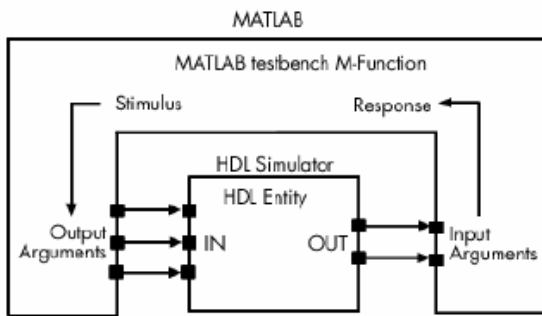 MATLAB
MATLAB testbench M-Function
Stimulus
Response
HDL Simulator
HDL Entity
Output
Arguments
IN
OUT
Input
Arguments